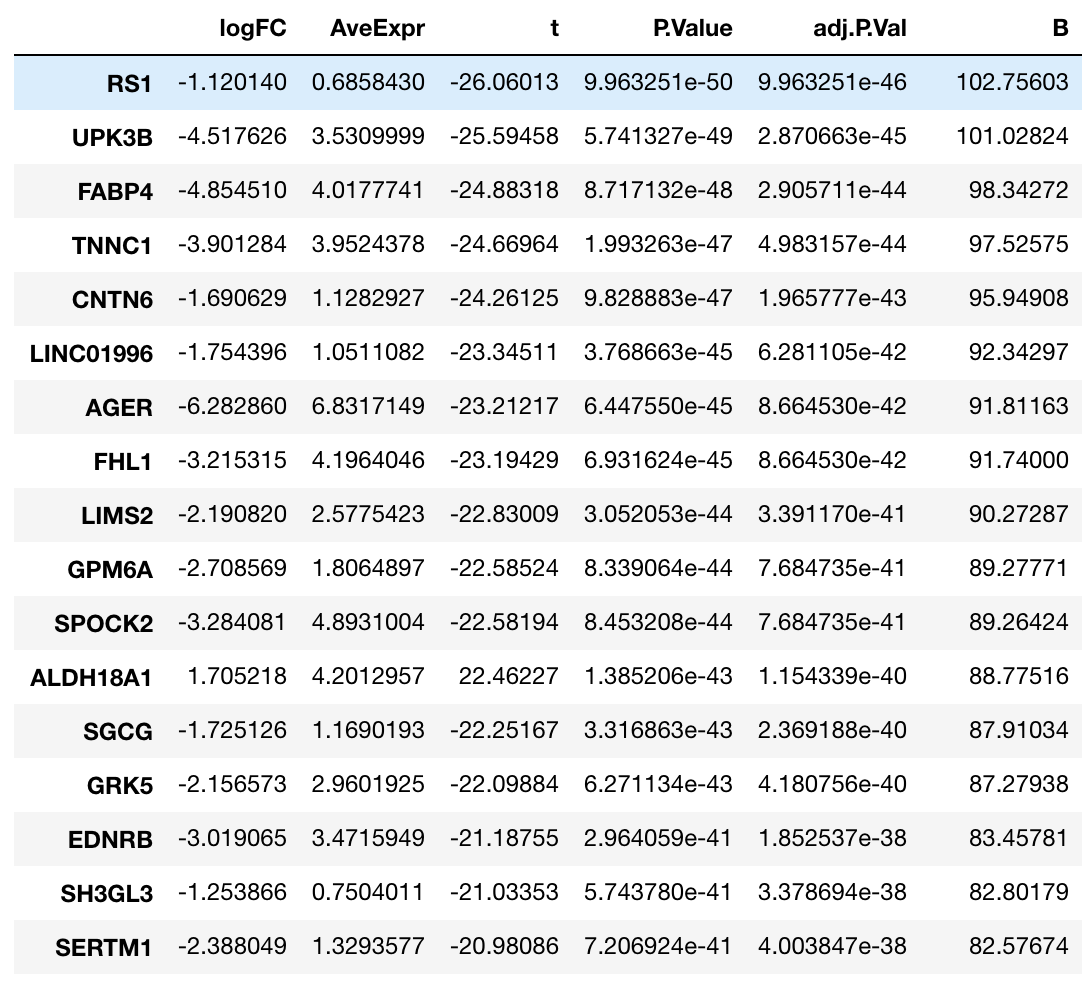 logFC AveExpr t P.Value adj.P.Val B
RS1 -1.120140 0.6858430 -26.06013 9.963251e-50 9.963251e-46 102.75603
UPK3B -4.517626 3.5309999 -25.59458 5.741327e-49 2.870663e-45 101.02824
FABP4 -4.854510 4.0177741 -24.88318 8.717132e-48 2.905711e-44 98.34272
TNNC1 -3.901284 3.9524378 -24.66964 1.993263e-47 4.983157e-44 97.52575
CNTN6 -1.690629 1.1282927 -24.26125 9.828883e-47 1.965777e-43 95.94908
LINC01996 -1.754396 1.0511082 -23.34511 3.768663e-45 6.281105e-42 92.34297
AGER -6.282860 6.8317149 -23.21217 6.447550e-45 8.664530e-42 91.81163
FHL1 -3.215315 4.1964046 -23.19429 6.931624e-45 8.664530e-42 91.74000
LIMS2 -2.190820 2.5775423 -22.83009 3.052053e-44 3.391170e-41 90.27287
GPM6A -2.708569 1.8064897 -22.58524 8.339064e-44 7.684735e-41 89.27771
SPOCK2 -3.284081 4.8931004 -22.58194 8.453208e-44 7.684735e-41 89.26424
ALDH18A1 1.705218 4.2012957 22.46227 1.385206e-43 1.154339e-40 88.77516
SGCG -1.725126 1.1690193 -22.25167 3.316863e-43 2.369188e-40 87.91034
GRK5 -2.156573 2.9601925 -22.09884 6.271134e-43 4.180756e-40 87.27938
EDNRB -3.019065 3.4715949 -21.18755 2.964059e-41 1.852537e-38 83.45781
SH3GL3 -1.253866 0.7504011 -21.03353 5.743780e-41 3.378694e-38 82.80179
SERTM1 -2.388049 1.3293577 -20.98086 7.206924e-41 4.003847e-38 82.57674